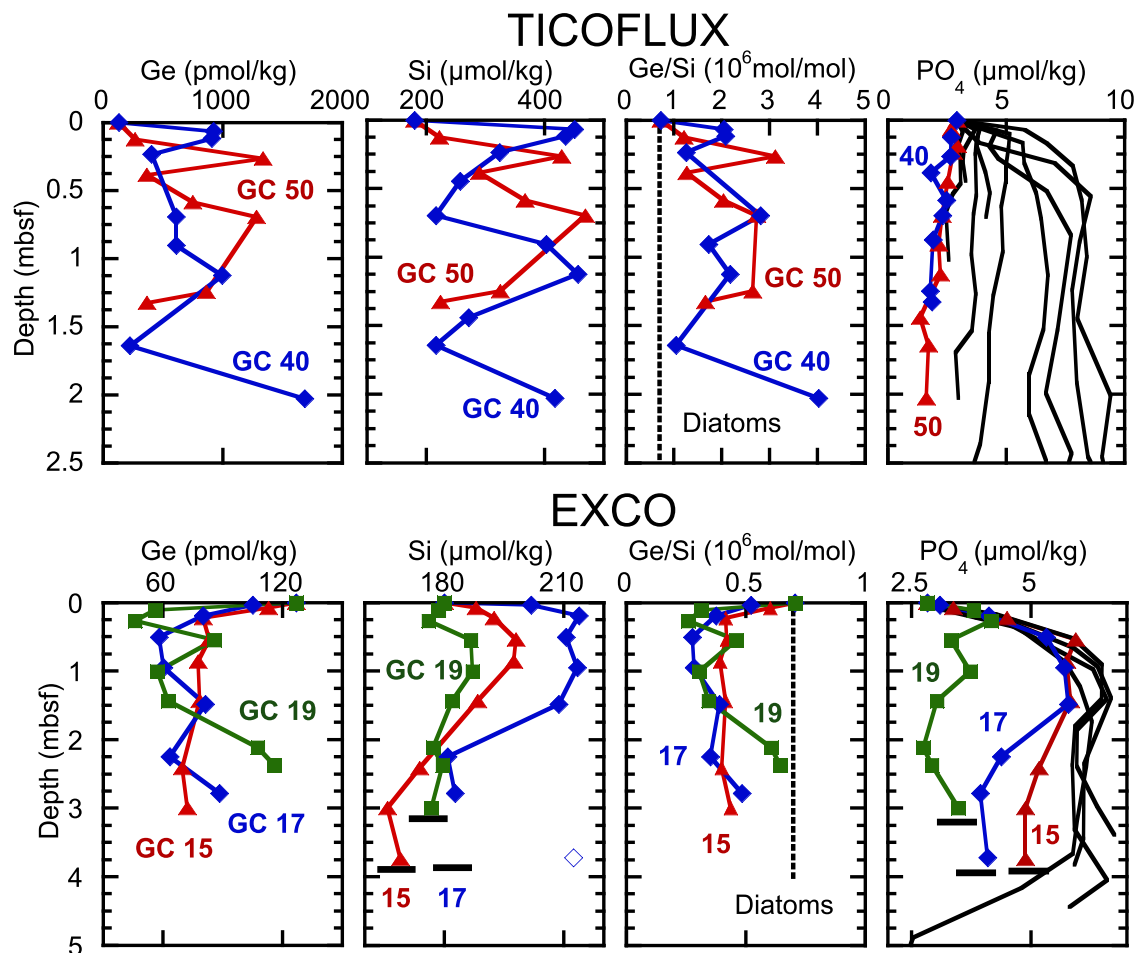 TICOFLUX
Ge (pmol/kg) Si (µmol/kg) Ge/Si (10⁶mol/mol) PO₄ (µmol/kg)
0 1000 2000 200 400 0 1 2 3 4 5 0 5 10
0
0.5
1
1.5
2
2.5
Depth (mbsf)
GC 50
GC 40
GC 50
GC 40
GC 50
GC 40
Diatoms
40
50
EXCO
Ge (pmol/kg) Si (µmol/kg) Ge/Si (10⁶mol/mol) PO₄ (µmol/kg)
60 120 180 210 0 0.5 1 2.5 5
0
1
2
3
4
5
Depth (mbsf)
GC 19
GC 17
GC 15
GC 19
15 17
19
17
15
Diatoms
19
17
15